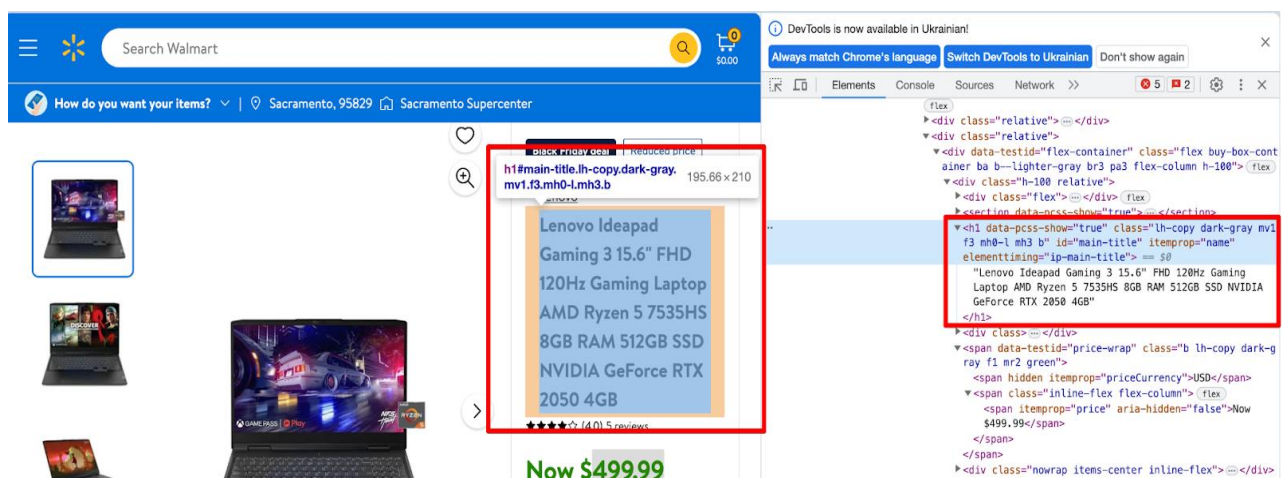 Search Walmart
0
$0.00
How do you want your items?
Sacramento, 95829
Sacramento Supercenter
Black Friday deal
Reduced price
h1#main-title.lh-copy.dark-gray.
mv1.f3.mh0-l.mh3.b
195.66 × 210
Lenovo
Lenovo Ideapad
Gaming 3 15.6" FHD
120Hz Gaming Laptop
AMD Ryzen 5 7535HS
8GB RAM 512GB SSD
NVIDIA GeForce RTX
2050 4GB
(4.0) 5 reviews
Now $499.99
DISCOVER
GAME PASS
Play
RYZEN
DevTools is now available in Ukrainian!
Always match Chrome's language
Switch DevTools to Ukrainian
Don't show again
Elements
Console
Sources
Network
5
2
flex
<div class="relative">…</div>
<div class="relative">
<div data-testid="flex-container" class="flex buy-box-cont
ainer ba b--lighter-gray br3 pa3 flex-column h-100"> flex
<div class="h-100 relative">
<div class="flex">…</div> flex
<section data-pcss-show="true">…</section>
<h1 data-pcss-show="true" class="lh-copy dark-gray mv1
f3 mh0-l mh3 b" id="main-title" itemprop="name"
elementtiming="ip-main-title"> == $0
"Lenovo Ideapad Gaming 3 15.6" FHD 120Hz Gaming
Laptop AMD Ryzen 5 7535HS 8GB RAM 512GB SSD NVIDIA
GeForce RTX 2050 4GB"
</h1>
<div class>…</div>
<span data-testid="price-wrap" class="b lh-copy dark-g
ray f1 mr2 green">
<span hidden itemprop="priceCurrency">USD</span>
<span class="inline-flex flex-column"> flex
<span itemprop="price" aria-hidden="false">Now
$499.99</span>
</span>
</span>
<div class="nowrap items-center inline-flex">…</div>